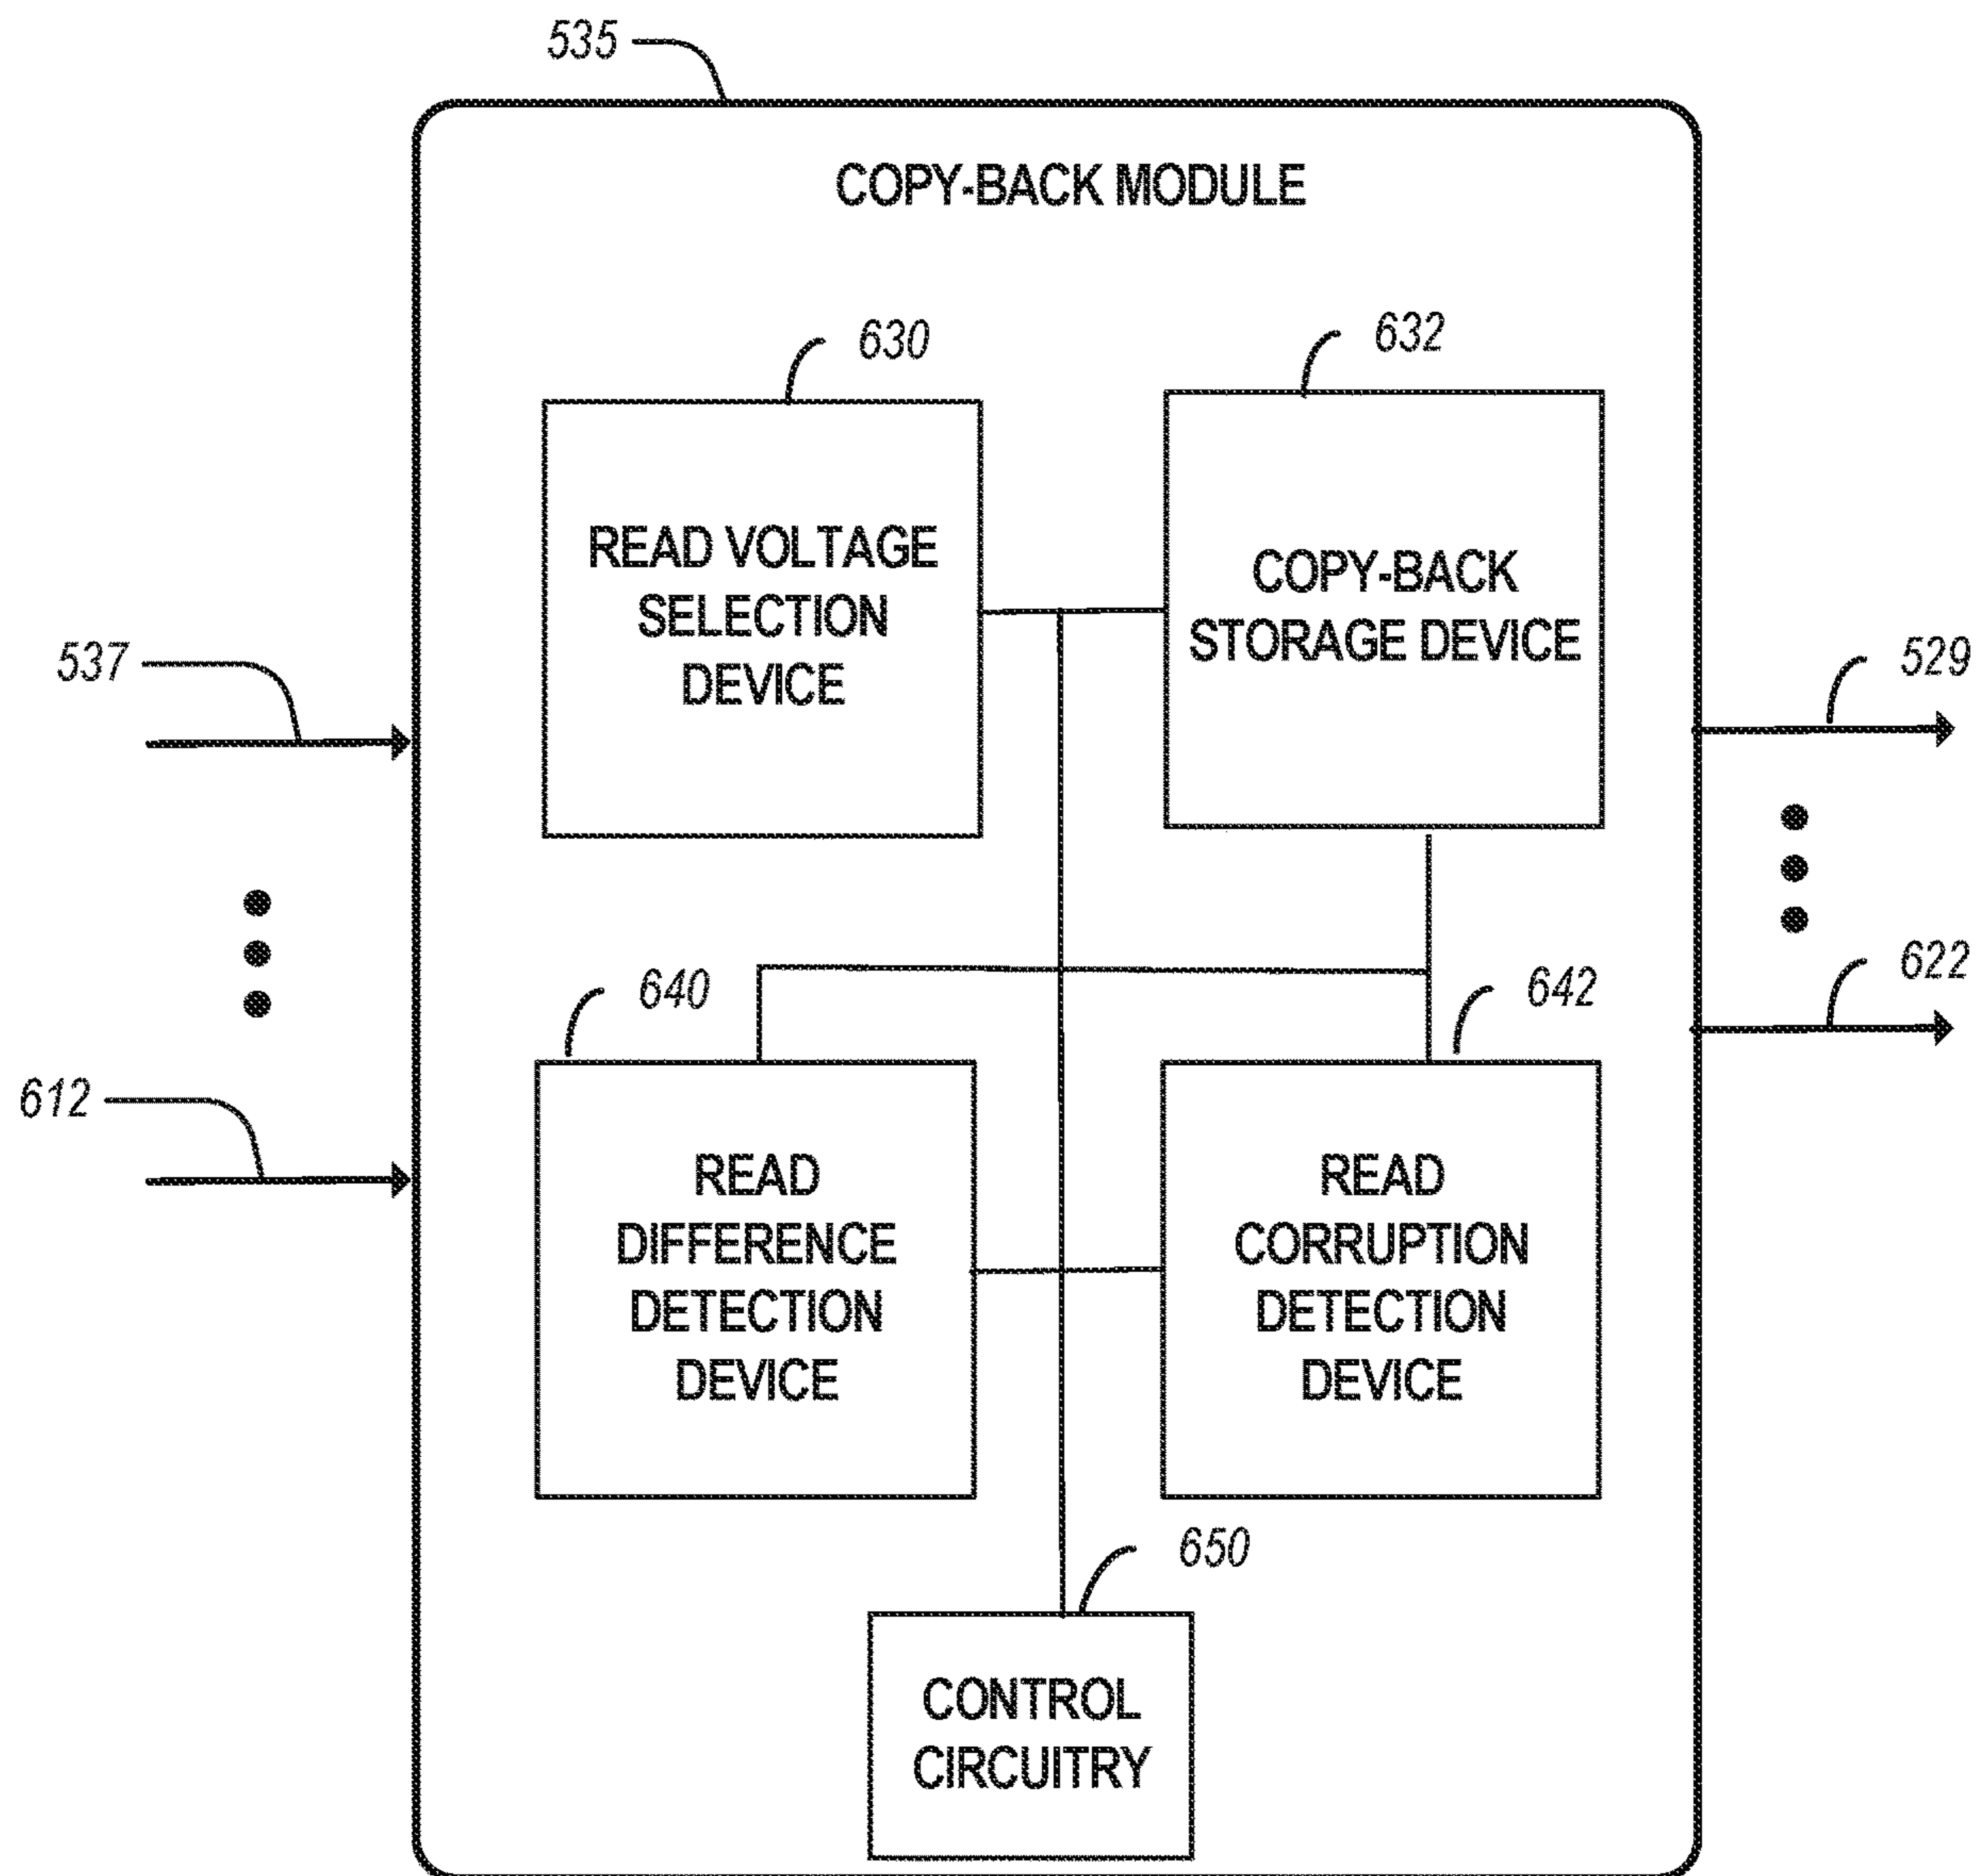 535
COPY-BACK MODULE
630
632
READ VOLTAGE
SELECTION
DEVICE
COPY-BACK
STORAGE DEVICE
537
529
640
642
622
612
READ
DIFFERENCE
DETECTION
DEVICE
READ
CORRUPTION
DETECTION
DEVICE
650
CONTROL
CIRCUITRY